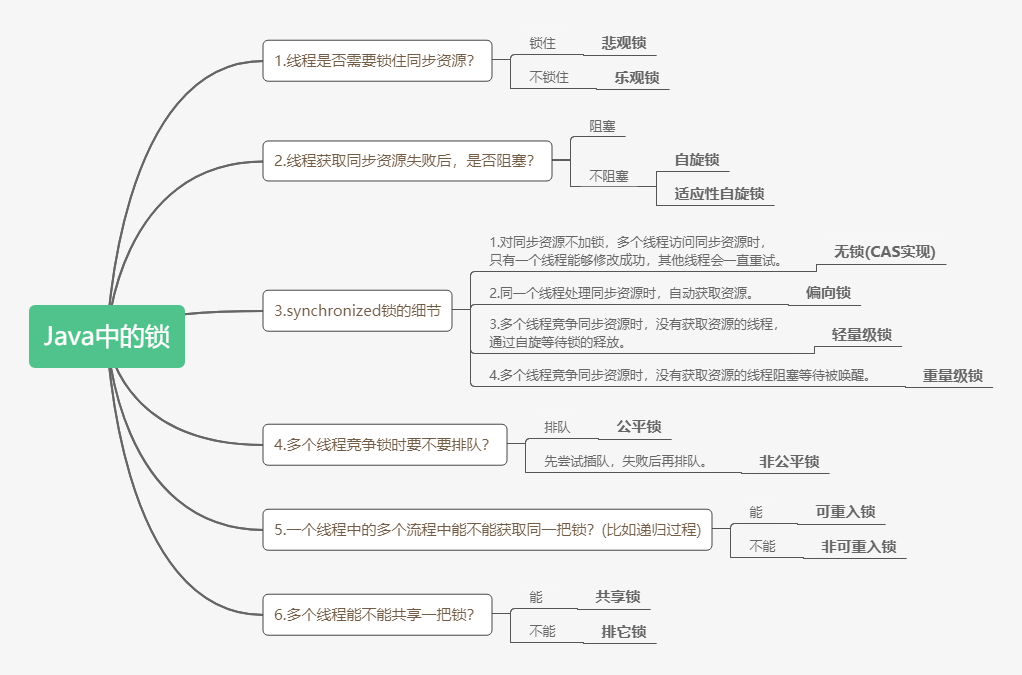 Java中的锁
1.线程是否需要锁住同步资源？
锁住
悲观锁
不锁住
乐观锁
2.线程获取同步资源失败后，是否阻塞？
阻塞
不阻塞
自旋锁
适应性自旋锁
3.synchronized锁的细节
1.对同步资源不加锁，多个线程访问同步资源时，
只有一个线程能够修改成功，其他线程会一直重试。
无锁(CAS实现)
2.同一个线程处理同步资源时，自动获取资源。
偏向锁
3.多个线程竞争同步资源时，没有获取资源的线程，
通过自旋等待锁的释放。
轻量级锁
4.多个线程竞争同步资源时，没有获取资源的线程阻塞等待被唤醒。
重量级锁
4.多个线程竞争锁时要不要排队？
排队
公平锁
先尝试插队，失败后再排队。
非公平锁
5.一个线程中的多个流程中能不能获取同一把锁？(比如递归过程)
能
可重入锁
不能
非可重入锁
6.多个线程能不能共享一把锁？
能
共享锁
不能
排它锁